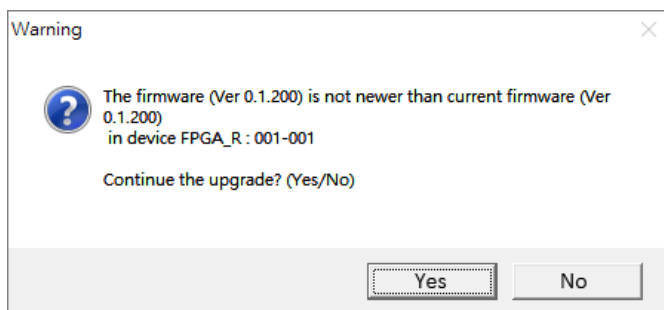 Warning
The firmware (Ver 0.1.200) is not newer than current firmware (Ver
0.1.200)
in device FPGA_R : 001-001
Continue the upgrade? (Yes/No)
Yes
No